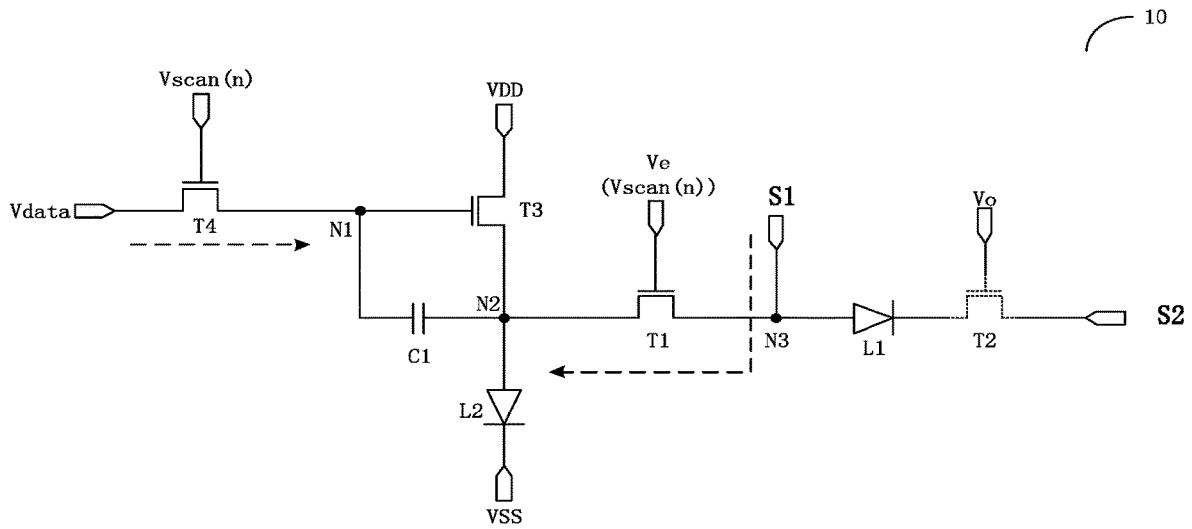 10
Vscan(n)
VDD
Ve
(Vscan(n))
S1
Vo
Vdata
T4
N1
T3
N2
C1
T1
N3
L1
T2
S2
L2
VSS